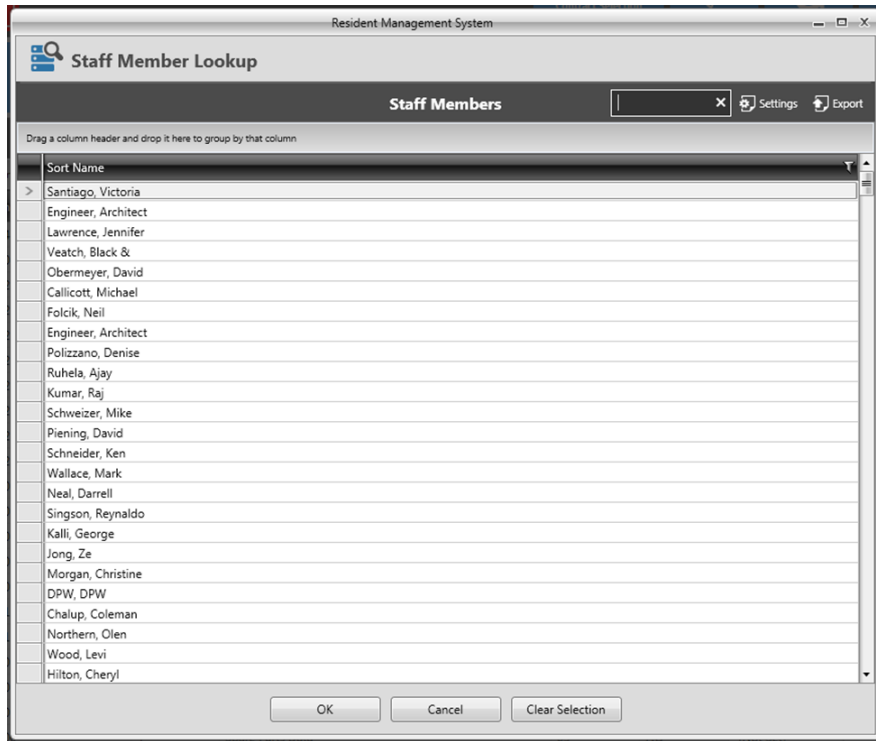 Resident Management System
Staff Member Lookup
Staff Members
Settings
Export
Drag a column header and drop it here to group by that column
Sort Name
Santiago, Victoria
Engineer, Architect
Lawrence, Jennifer
Veatch, Black &
Obermeyer, David
Callicott, Michael
Folcik, Neil
Engineer, Architect
Polizzano, Denise
Ruhela, Ajay
Kumar, Raj
Schweizer, Mike
Piening, David
Schneider, Ken
Wallace, Mark
Neal, Darrell
Singson, Reynaldo
Kalli, George
Jong, Ze
Morgan, Christine
DPW, DPW
Chalup, Coleman
Northern, Olen
Wood, Levi
Hilton, Cheryl
OK
Cancel
Clear Selection